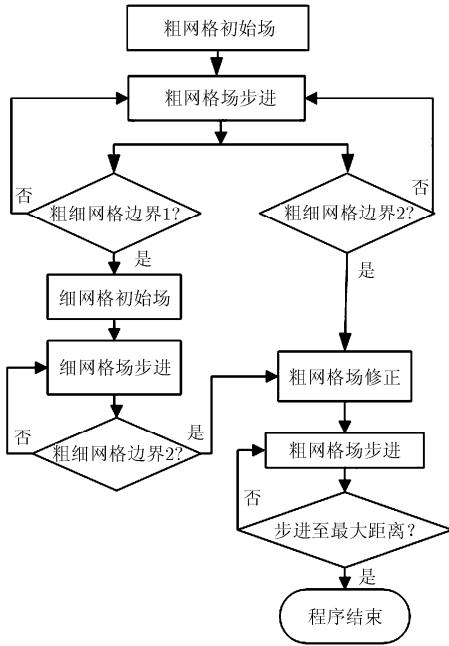 粗网格初始场
粗网格场步进
否
粗细网格边界1?
粗细网格边界2?
否
是
是
细网格初始场
细网格场步进
粗网格场修正
否
粗细网格边界2?
是
粗网格场步进
否
步进至最大距离?
是
程序结束